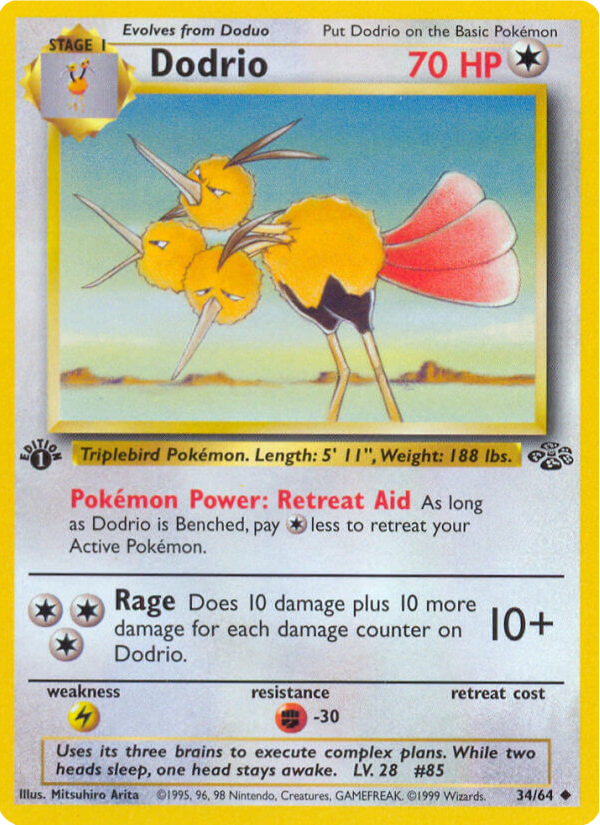 Evolves from Doduo
Put Dodrio on the Basic Pokémon
STAGE 1
Dodrio
70 HP
EDITION
1
Triplebird Pokémon. Length: 5' 11", Weight: 188 lbs.
Pokémon Power: Retreat Aid As long
as Dodrio is Benched, pay less to retreat your
Active Pokémon.
Rage Does 10 damage plus 10 more
damage for each damage counter on
Dodrio.
10+
weakness
resistance
retreat cost
-30
Uses its three brains to execute complex plans. While two
heads sleep, one head stays awake. LV. 28 #85
Illus. Mitsuhiro Arita ©1995, 96, 98 Nintendo, Creatures, GAMEFREAK. ©1999 Wizards. 34/64